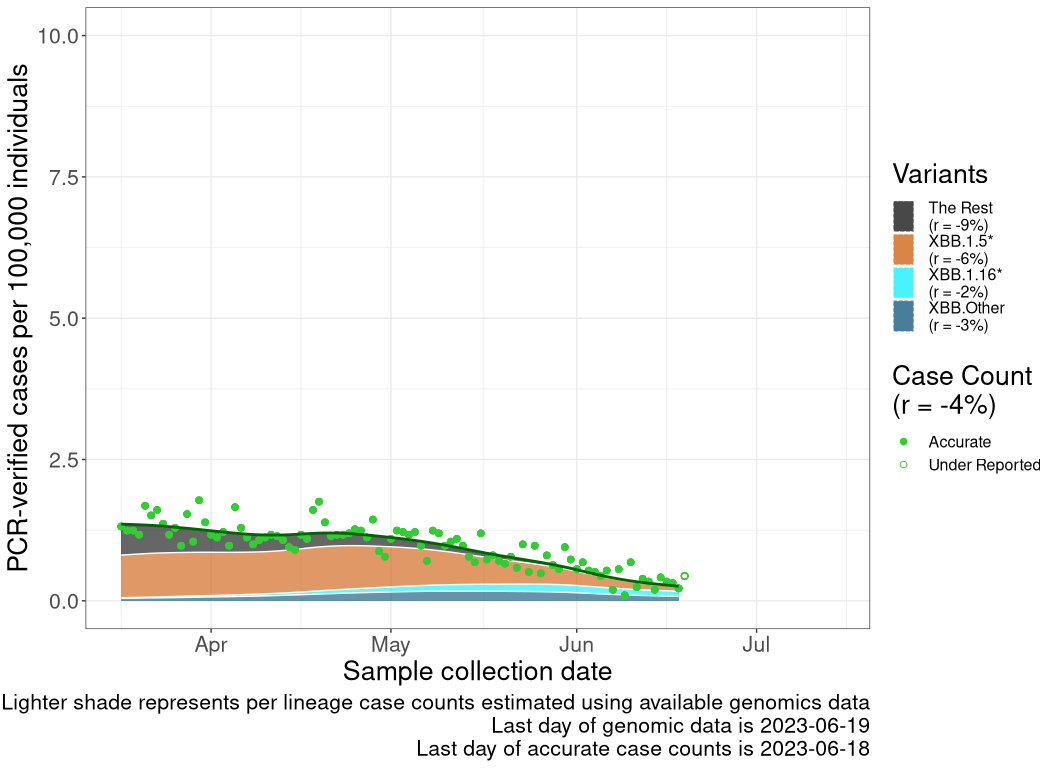 PCR-verified cases per 100,000 individuals
10.0
7.5
5.0
2.5
0.0
Apr
May
Jun
Jul
Sample collection date
Variants
The Rest
(r = -9%)
XBB.1.5*
(r = -6%)
XBB.1.16*
(r = -2%)
XBB.Other
(r = -3%)
Case Count
(r = -4%)
Accurate
Under Reported
Lighter shade represents per lineage case counts estimated using available genomics data
Last day of genomic data is 2023-06-19
Last day of accurate case counts is 2023-06-18